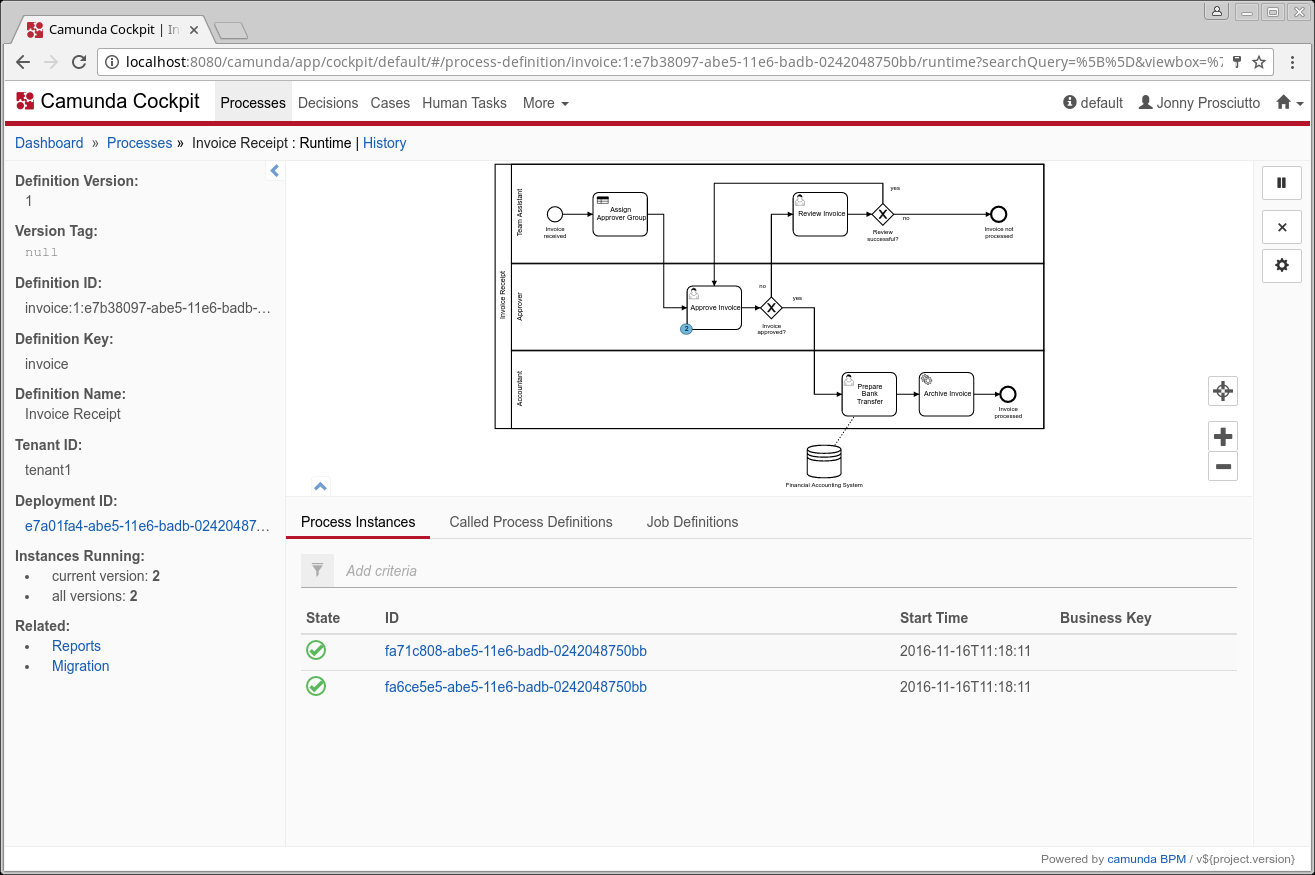 Camunda Cockpit | In
localhost:8080/camunda/app/cockpit/default/#/process-definition/invoice:1:e7b38097-abe5-11e6-badb-0242048750bb/runtime?searchQuery=%5B%5D&viewbox=%7
Camunda Cockpit Processes Decisions Cases Human Tasks More default Jonny Prosciutto
Dashboard » Processes » Invoice Receipt : Runtime | History
Definition Version:
1
Version Tag:
null
Definition ID:
invoice:1:e7b38097-abe5-11e6-badb-...
Definition Key:
invoice
Definition Name:
Invoice Receipt
Tenant ID:
tenant1
Deployment ID:
e7a01fa4-abe5-11e6-badb-02420487...
Instances Running:
• current version: 2
• all versions: 2
Related:
• Reports
• Migration
Invoice Receipt
Team Assistant
Invoice
received
Assign
Approver Group
Review Invoice
yes
no
Review
successful?
Invoice not
processed
Approver
Approve Invoice
2
no
yes
Invoice
approved?
Accountant
Prepare
Bank
Transfer
Archive Invoice
Invoice
processed
Financial Accounting System
Process Instances Called Process Definitions Job Definitions
Add criteria
State ID Start Time Business Key
fa71c808-abe5-11e6-badb-0242048750bb 2016-11-16T11:18:11
fa6ce5e5-abe5-11e6-badb-0242048750bb 2016-11-16T11:18:11
Powered by camunda BPM / v${project.version}